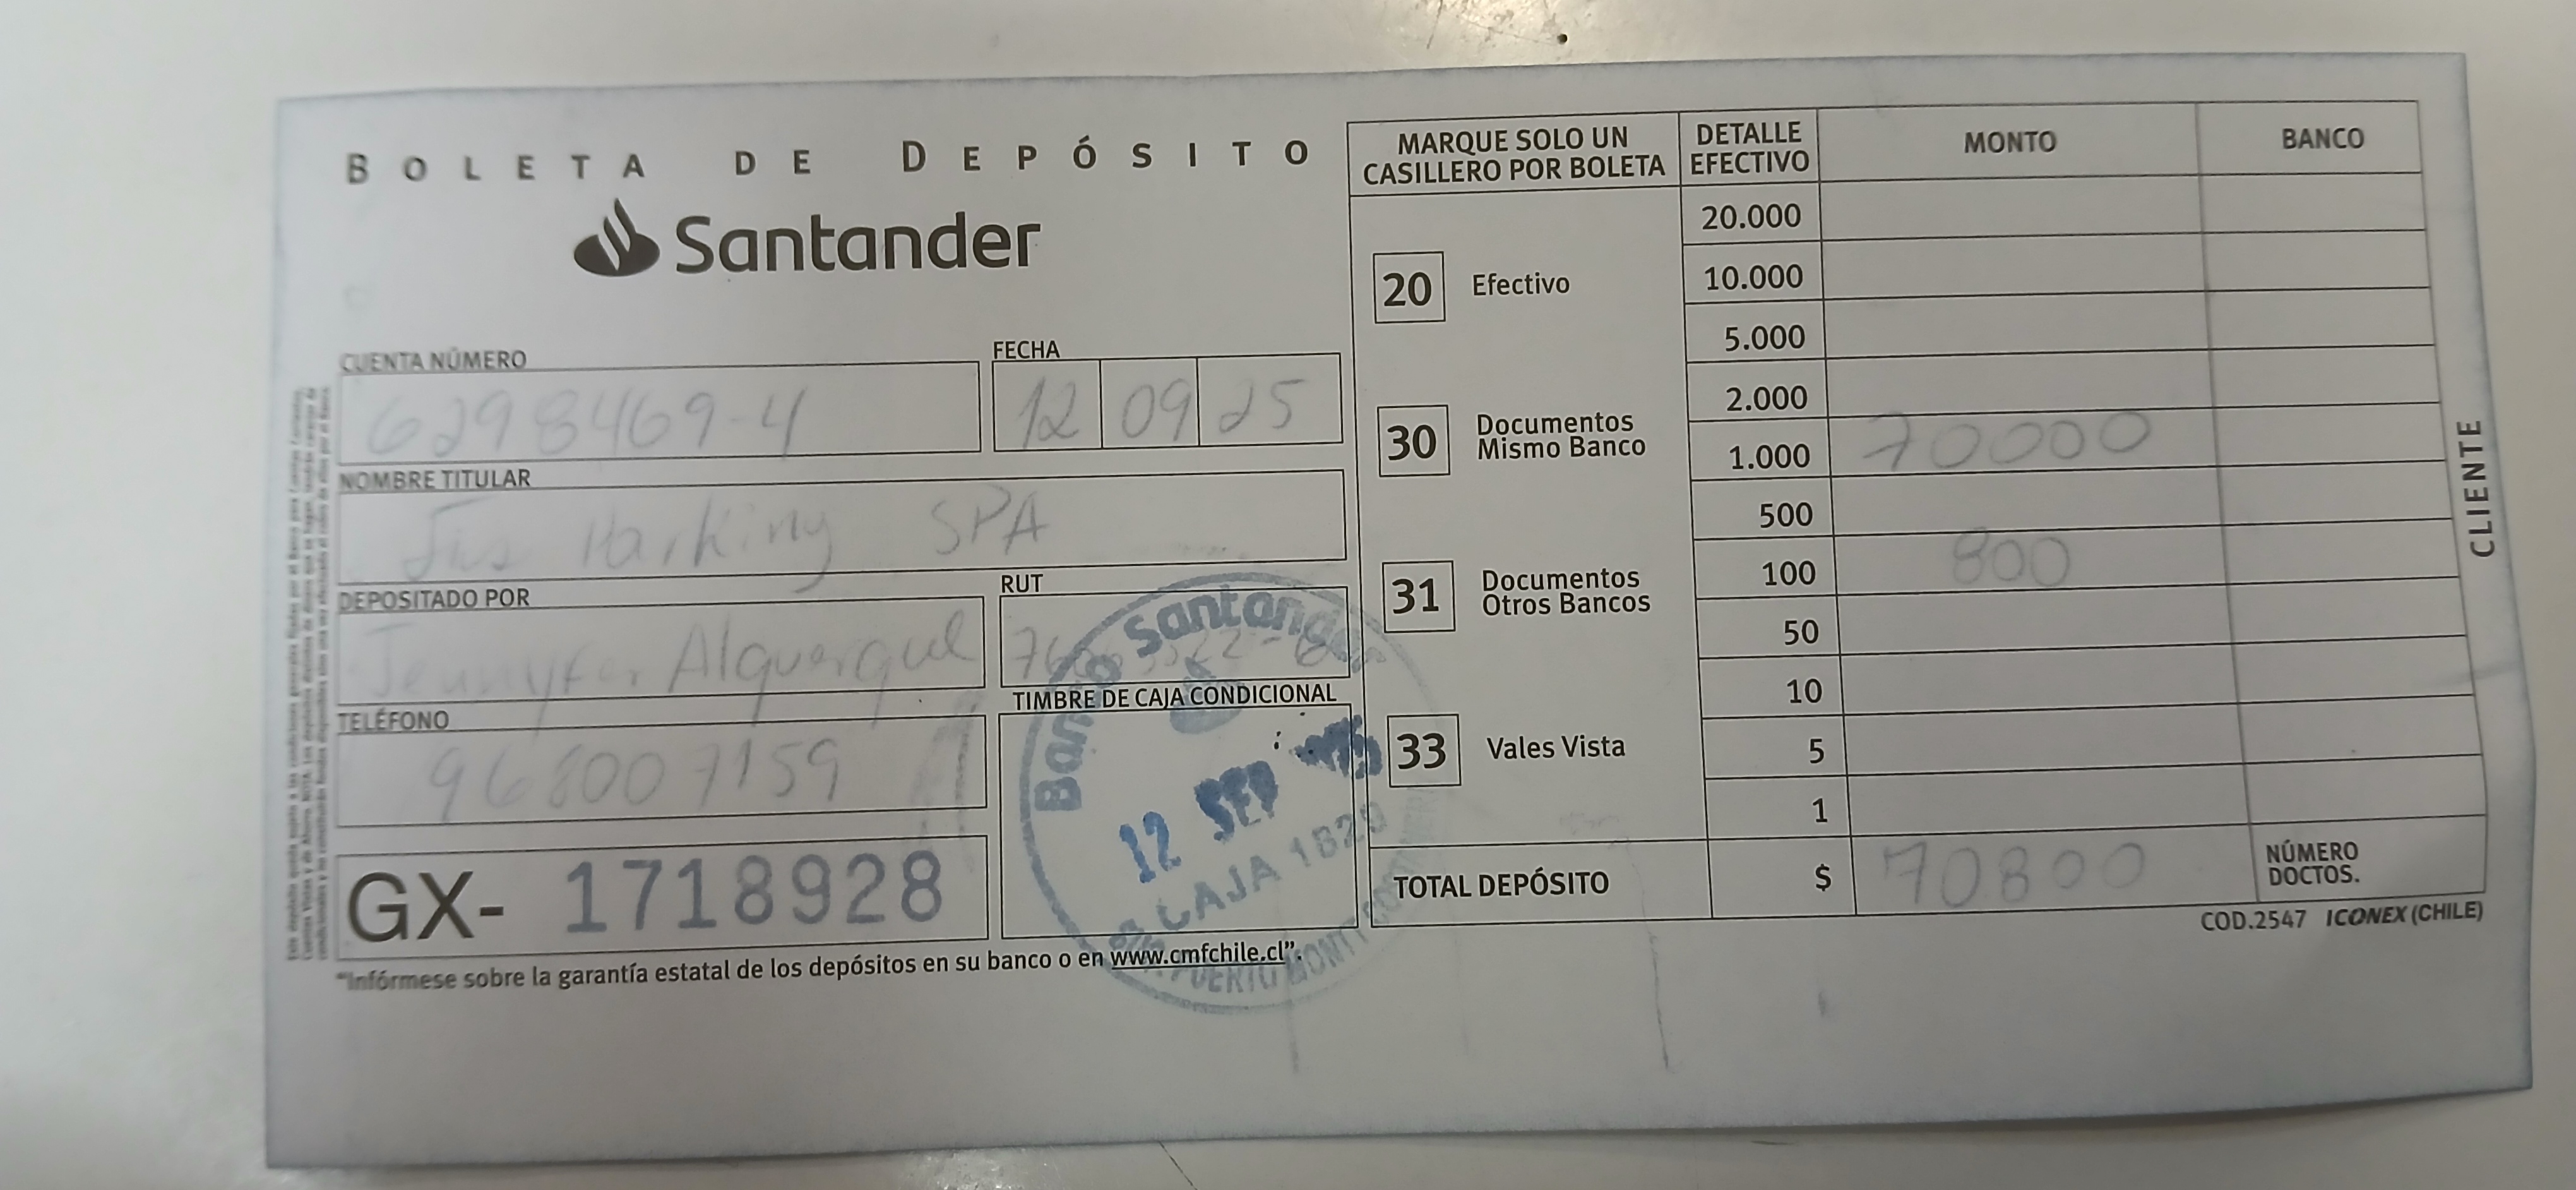 BOLETA DE DEPÓSITO
Santander
CUENTA NÚMERO
6298469-4
FECHA
12 09 25
NOMBRE TITULAR
Parking SPA
DEPOSITADO POR
Jennyfer Alquerque
RUT
TELÉFONO
968007159
TIMBRE DE CAJA CONDICIONAL
Banco Santander
12 SEP
CAJA 1820
PUERTO MONTT
GX- 1718928
"Infórmese sobre la garantía estatal de los depósitos en su banco o en www.cmfchile.cl".
MARQUE SOLO UN
CASILLERO POR BOLETA
20 Efectivo
30 Documentos
Mismo Banco
31 Documentos
Otros Bancos
33 Vales Vista
DETALLE
EFECTIVO
MONTO
BANCO
20.000
10.000
5.000
2.000
1.000 70000
500
100 800
50
10
5
1
TOTAL DEPÓSITO $ 70800
NÚMERO
DOCTOS.
COD.2547 ICONEX (CHILE)
CLIENTE